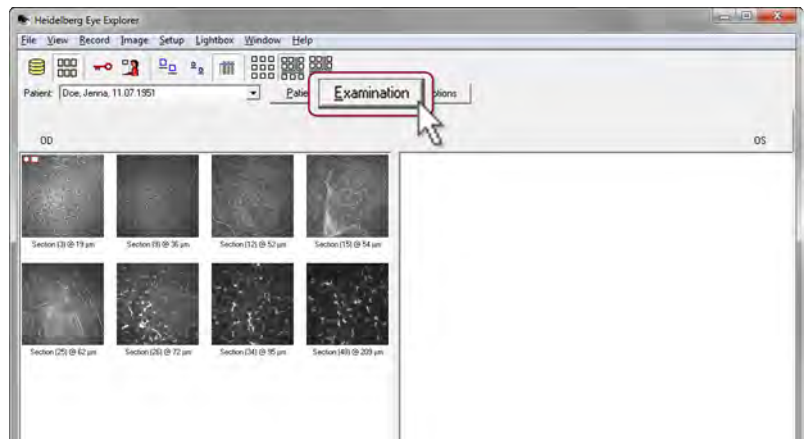 Heidelberg Eye Explorer
File View Record Image Setup Lightbox Window Help
Patient: Doe, Jenna, 11.07.1951 Examination
OD OS
Section (3) @ 19 µm Section (9) @ 36 µm Section (12) @ 52 µm Section (15) @ 54 µm
Section (25) @ 62 µm Section (26) @ 72 µm Section (34) @ 95 µm Section (40) @ 209 µm